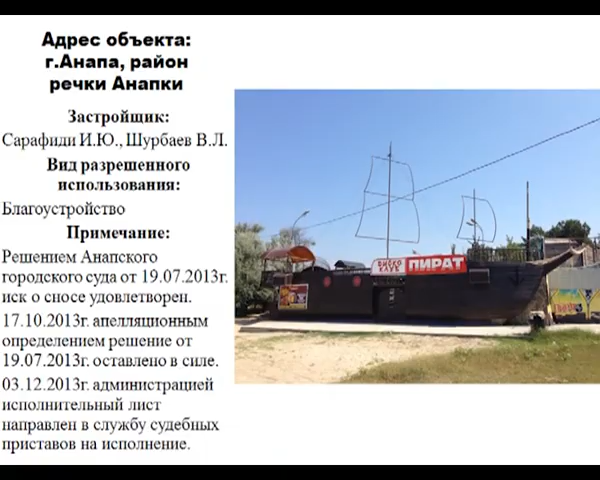 Адрес объекта:
г.Анапа, район
речки Анапки
Застройщик:
Сарафиди И.Ю., Шурбаев В.Л.
Вид разрешенного
использования:
Благоустройство
Примечание:
Решением Анапского
городского суда от 19.07.2013г.
иск о сносе удовлетворен.
17.10.2013г. апелляционным
определением решение от
19.07.2013г. оставлено в силе.
03.12.2013г. администрацией
исполнительный лист
направлен в службу судебных
приставов на исполнение.
ДИСКО
КЛУБ
ПИРАТ